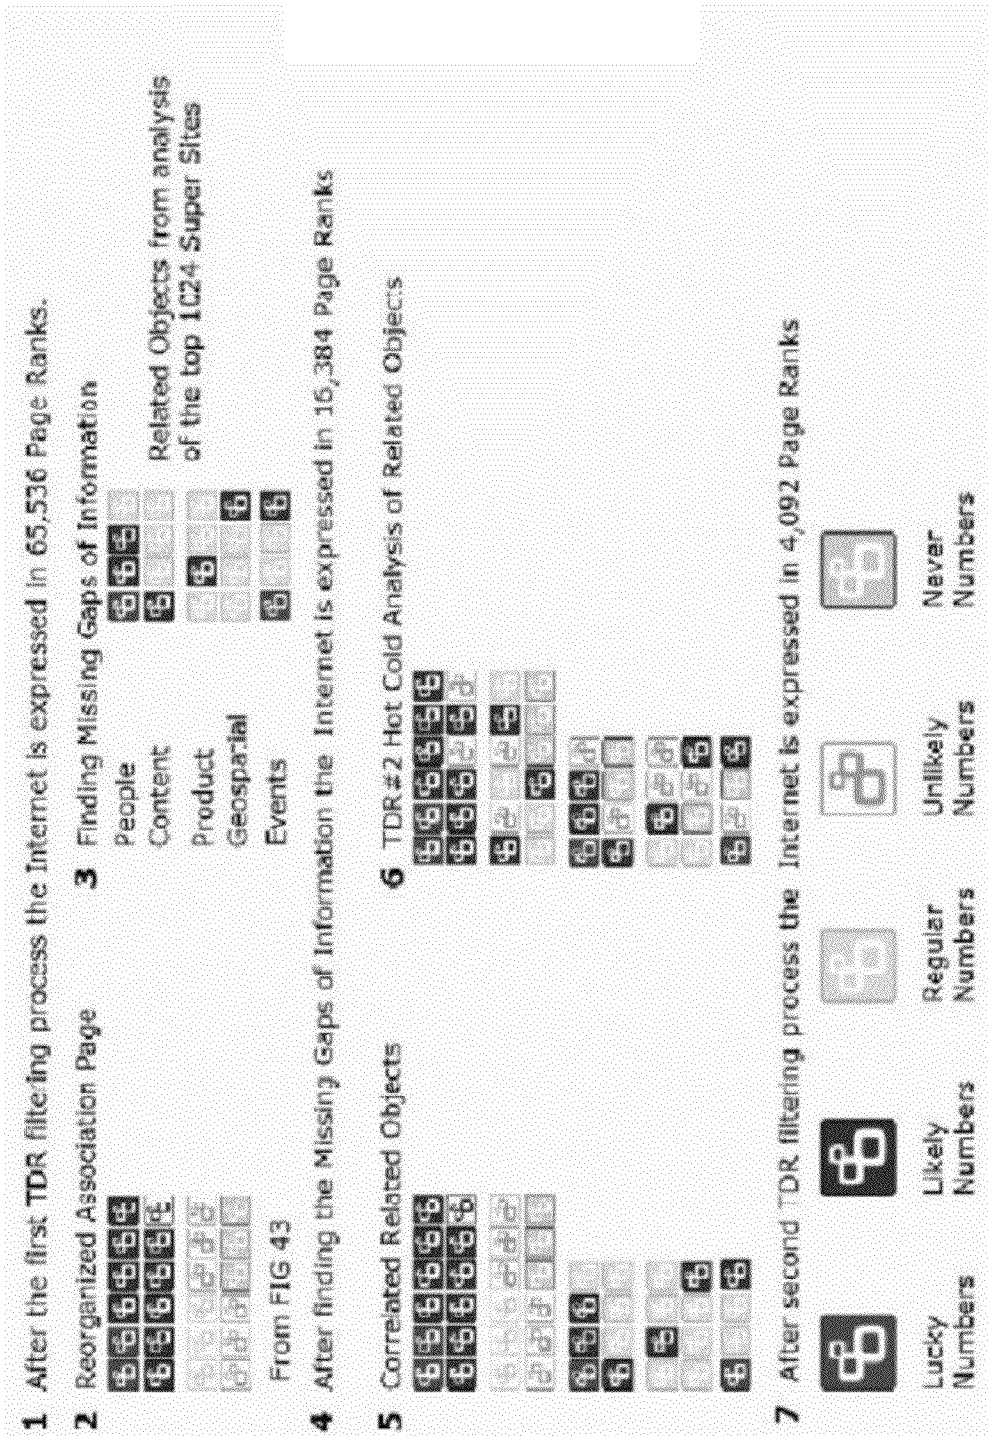 1 After the first TDR filtering process the Internet is expressed in 65,536 Page Ranks.
2 Reorganized Association Page
From FIG 43
3 Finding Missing Gaps of Information
People
Content
Product
Geosparial
Events
Related Objects from analysis
of the top 1024 Super Sites
4 After finding the Missing Gaps of Information the Internet is expressed in 16,384 Page Ranks
5 Correlated Related Objects
6 TDR#2 Hot Cold Analysis of Related Objects
7 After second TDR filtering process the Internet is expressed in 4,092 Page Ranks
Lucky
Numbers
Likely
Numbers
Regular
Numbers
Unlikely
Numbers
Never
Numbers